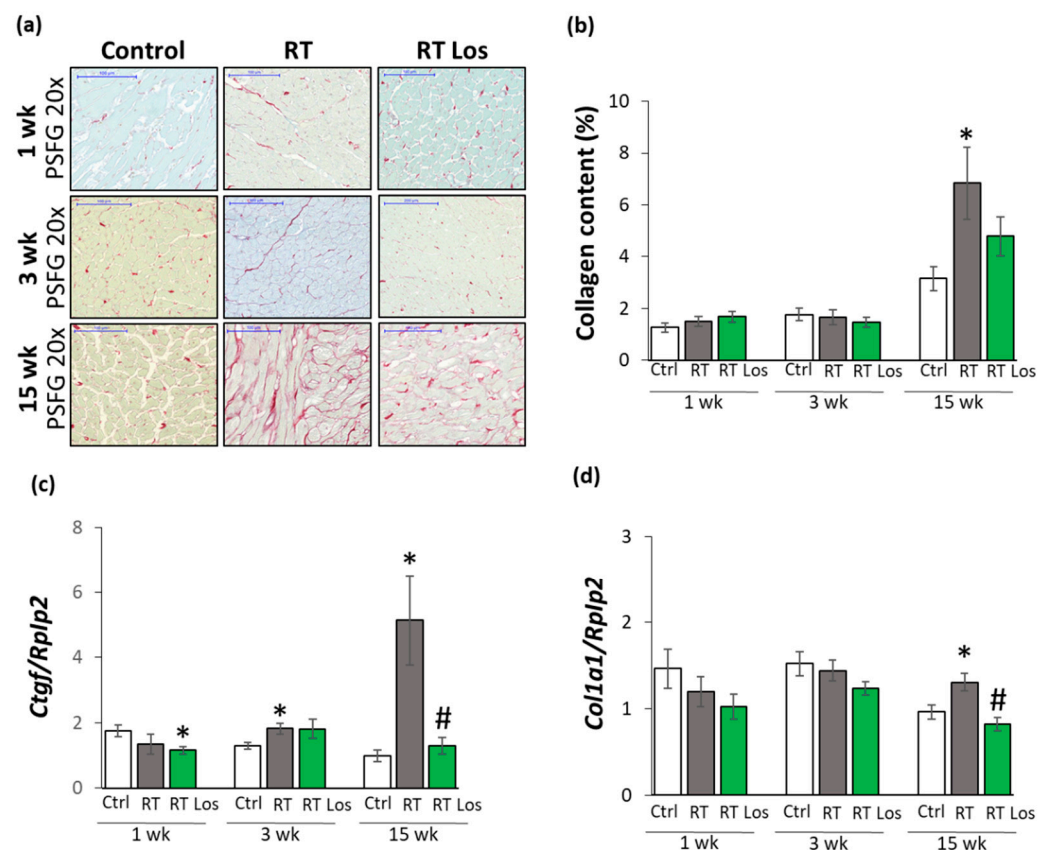 (a)
Control RT RT Los
1 wk
PSFG 20x
3 wk
PSFG 20x
15 wk
PSFG 20x
(b)
Collagen content (%)
10
8
6
4
2
0
*
Ctrl RT RT Los Ctrl RT RT Los Ctrl RT RT Los
1 wk 3 wk 15 wk
(c)
Ctgf/Rplp2
8
6
4
2
0
* * * #
Ctrl RT RT Los Ctrl RT RT Los Ctrl RT RT Los
1 wk 3 wk 15 wk
(d)
Col1a1/Rplp2
3
2
1
0
* #
Ctrl RT RT Los Ctrl RT RT Los Ctrl RT RT Los
1 wk 3 wk 15 wk